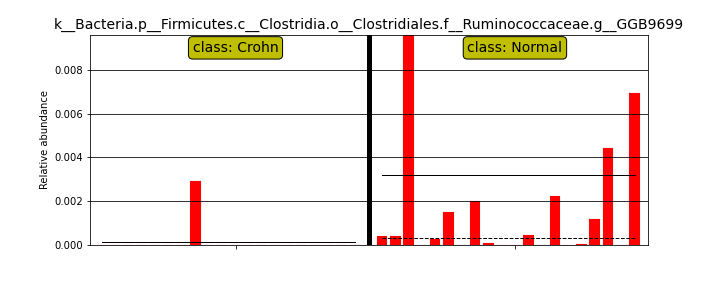 k__Bacteria.p__Firmicutes.c__Clostridia.o__Clostridiales.f__Ruminococcaceae.g__GGB9699
class: Crohn
class: Normal
0.008
0.006
0.004
0.002
0.000
Relative abundance